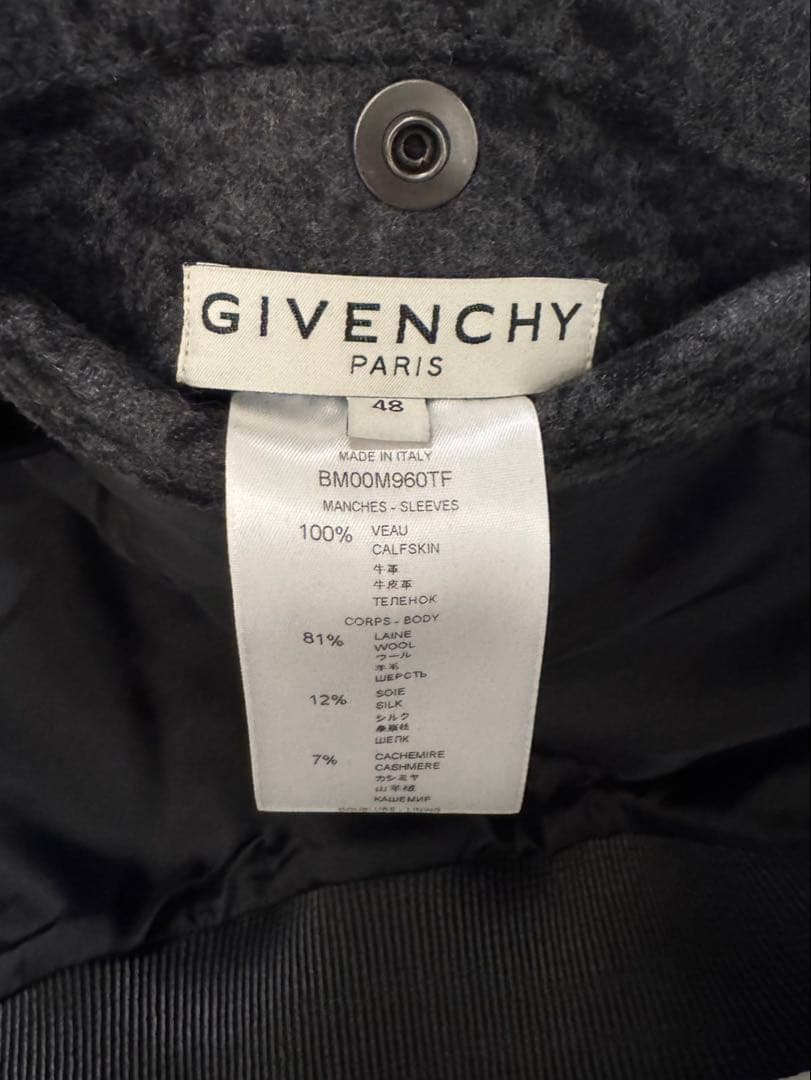 GIVENCHY
PARIS
48
MADE IN ITALY
BM00M960TF
MANCHES - SLEEVES
100% VEAU
CALFSKIN
牛革
牛皮革
ТЕЛЕНОК
CORPS - BODY
81% LAINE
WOOL
ウール
羊毛
ШЕРСТЬ
12% SOIE
SILK
シルク
桑蚕丝
ШЕЛК
7% CACHEMIRE
CASHMERE
カシミヤ
山羊绒
КАШЕМИР
DOUBLURE - LINING